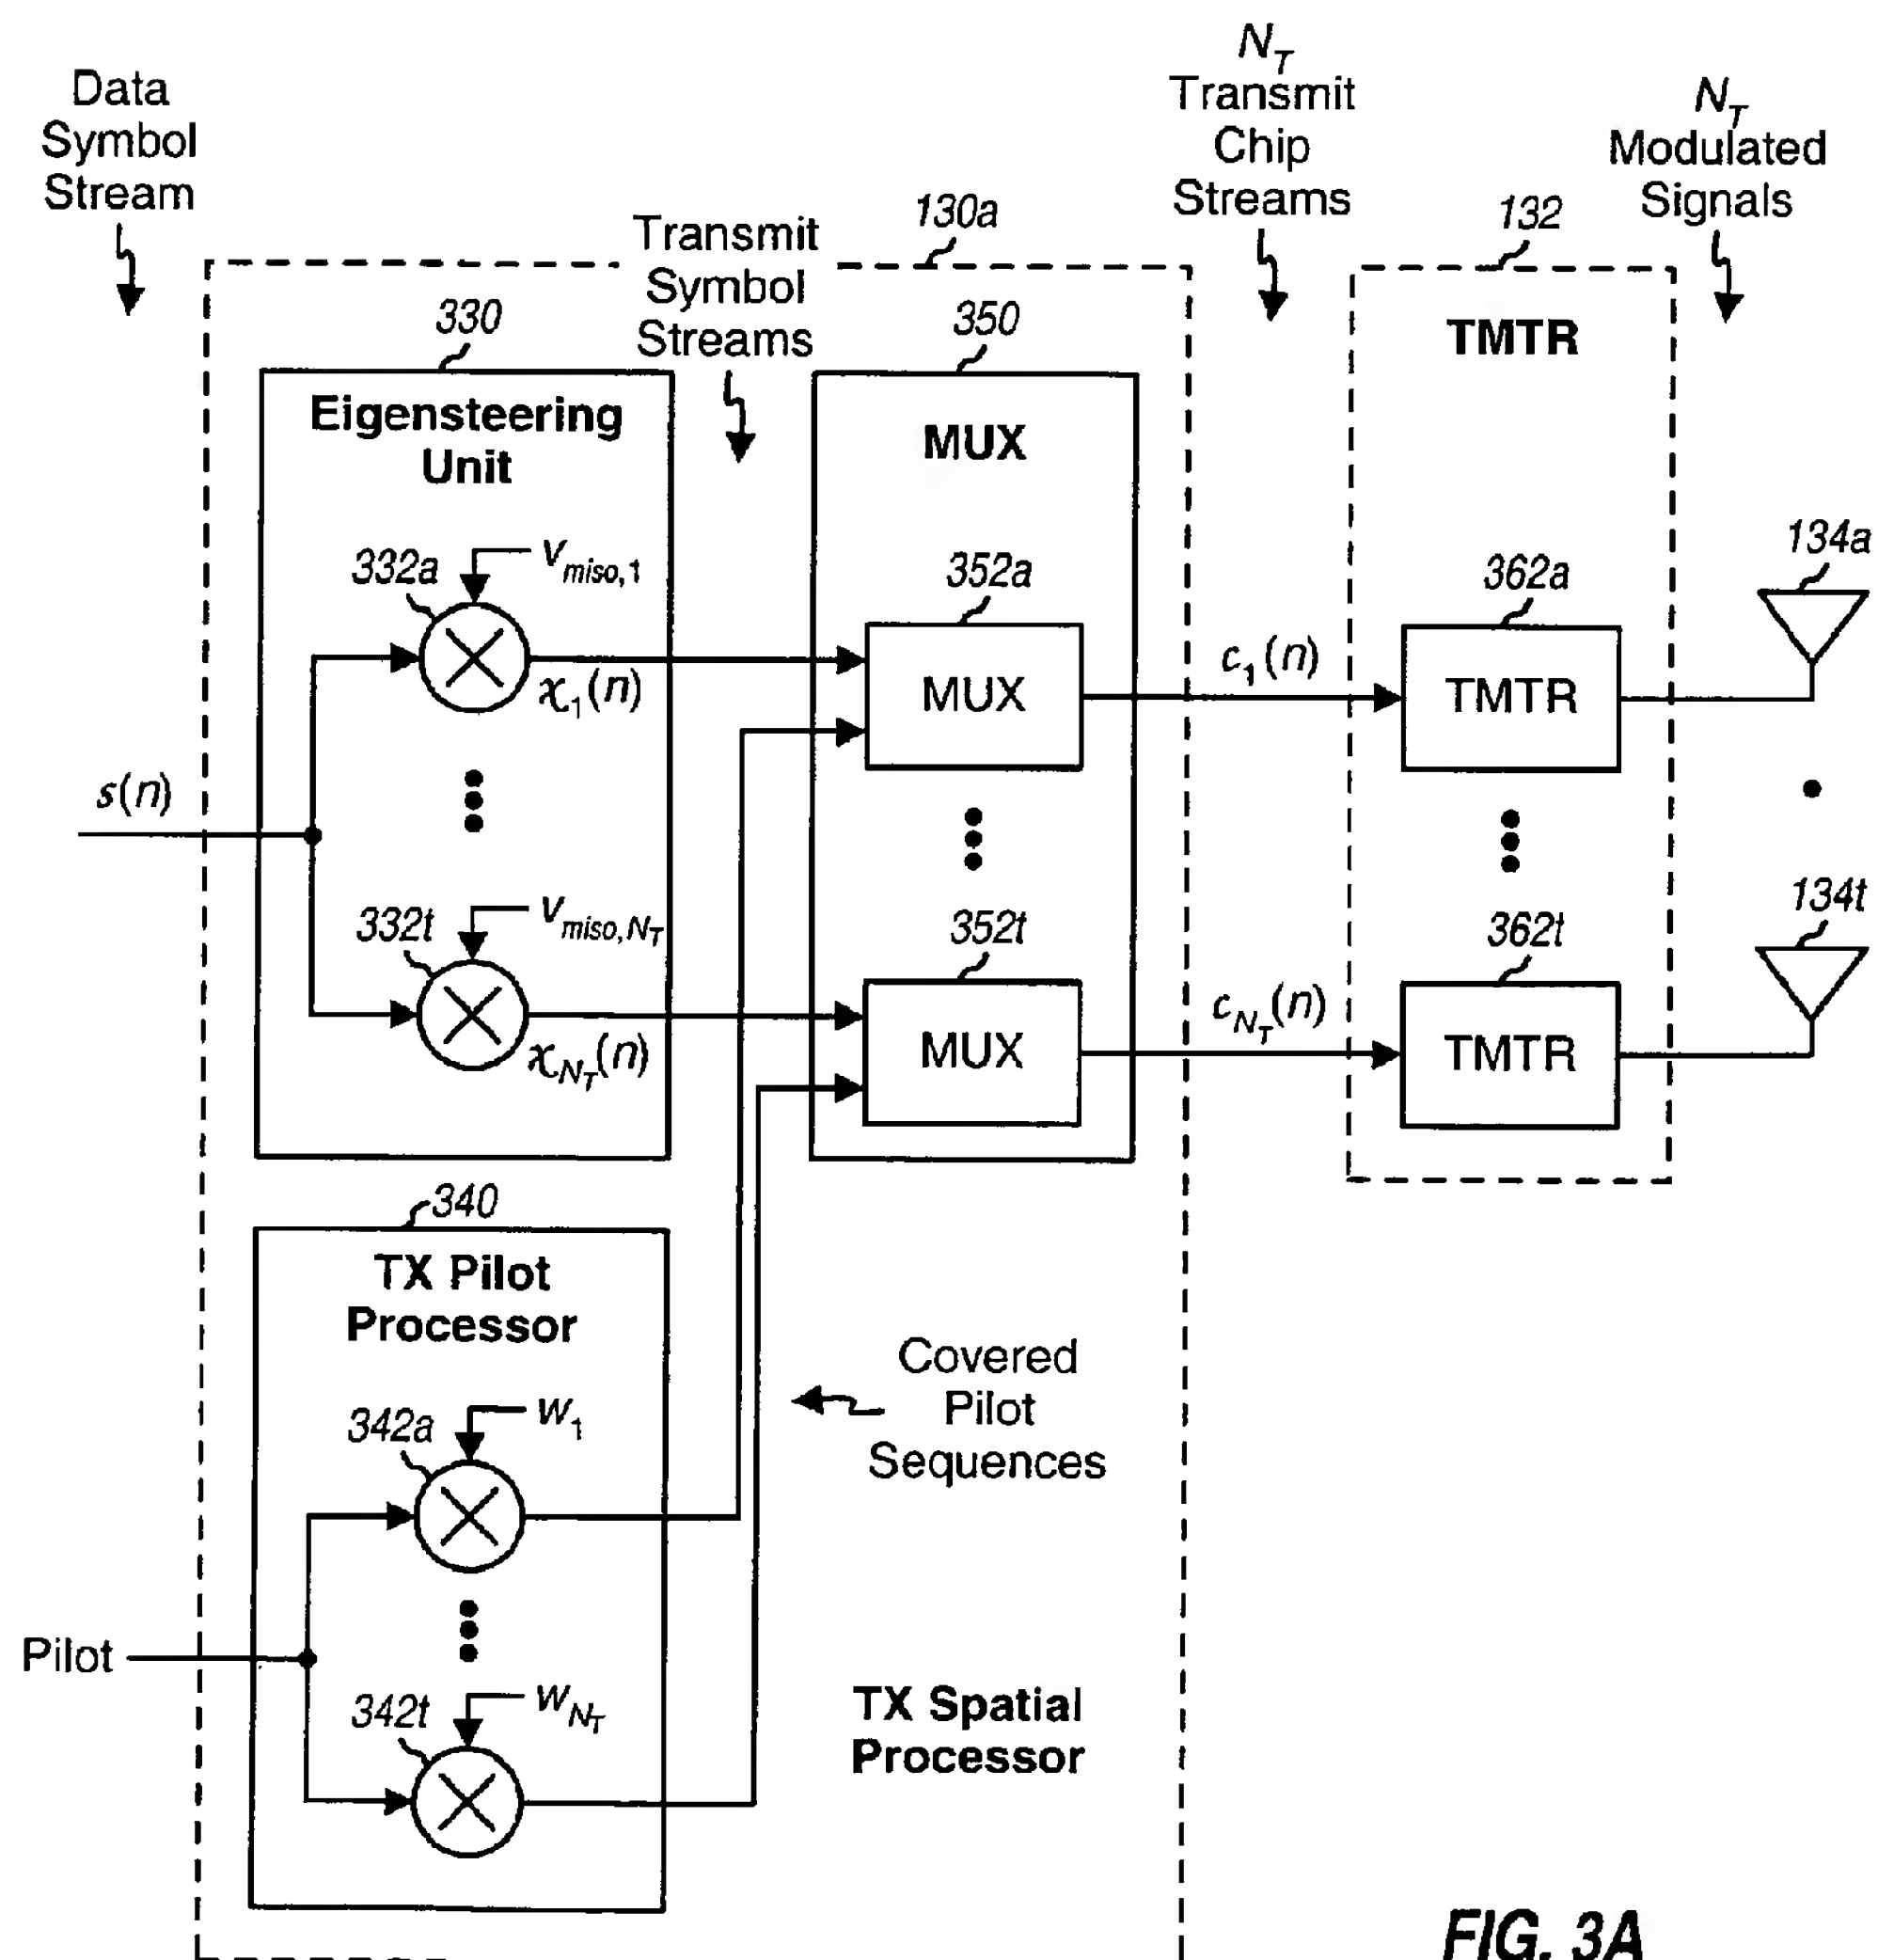 Data
Symbol
Stream
Transmit
Symbol
Streams
130a
N_T
Transmit
Chip
Streams
132
N_T
Modulated
Signals
330
Eigensteering
Unit
350
MUX
TMTR
332a
v_miso,1
x_1(n)
352a
MUX
c_1(n)
362a
TMTR
134a
s(n)
332t
v_miso,N_T
x_N_T(n)
352t
MUX
c_N_T(n)
362t
TMTR
134t
340
TX Pilot
Processor
Covered
Pilot
Sequences
342a
w_1
Pilot
342t
w_N_T
TX Spatial
Processor
FIG. 3A